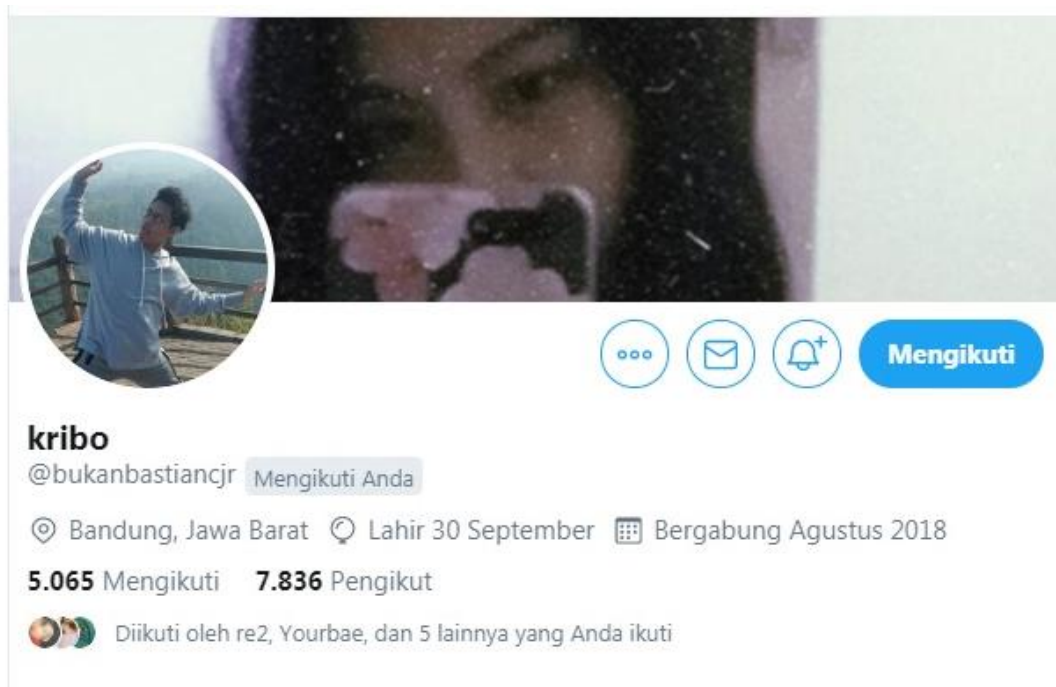 Mengikuti
kribo
@bukanbastiancjr Mengikuti Anda
Bandung, Jawa Barat Lahir 30 September Bergabung Agustus 2018
5.065 Mengikuti 7.836 Pengikut
Diikuti oleh re2, Yourbae, dan 5 lainnya yang Anda ikuti